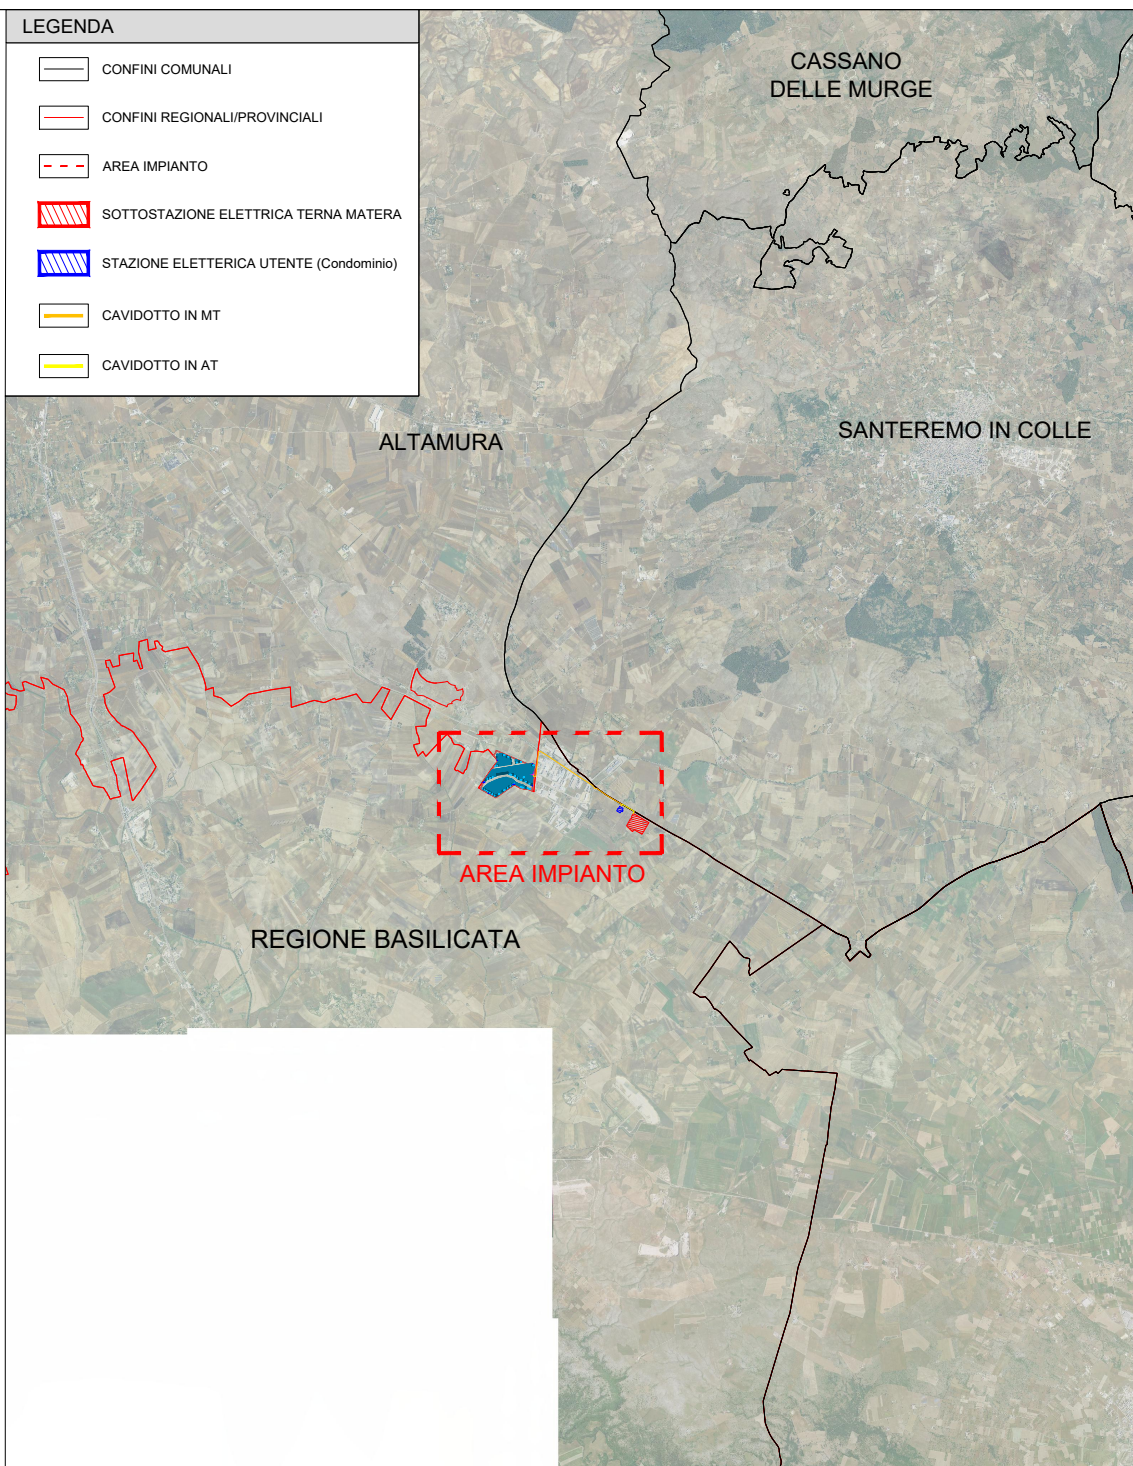 LEGENDA
CONFINI COMUNALI
CONFINI REGIONALI/PROVINCIALI
AREA IMPIANTO
SOTTOSTAZIONE ELETTRICA TERNA MATERA
STAZIONE ELETTERICA UTENTE (Condominio)
CAVIDOTTO IN MT
CAVIDOTTO IN AT
CASSANO
DELLE MURGE
ALTAMURA
SANTEREMO IN COLLE
AREA IMPIANTO
REGIONE BASILICATA